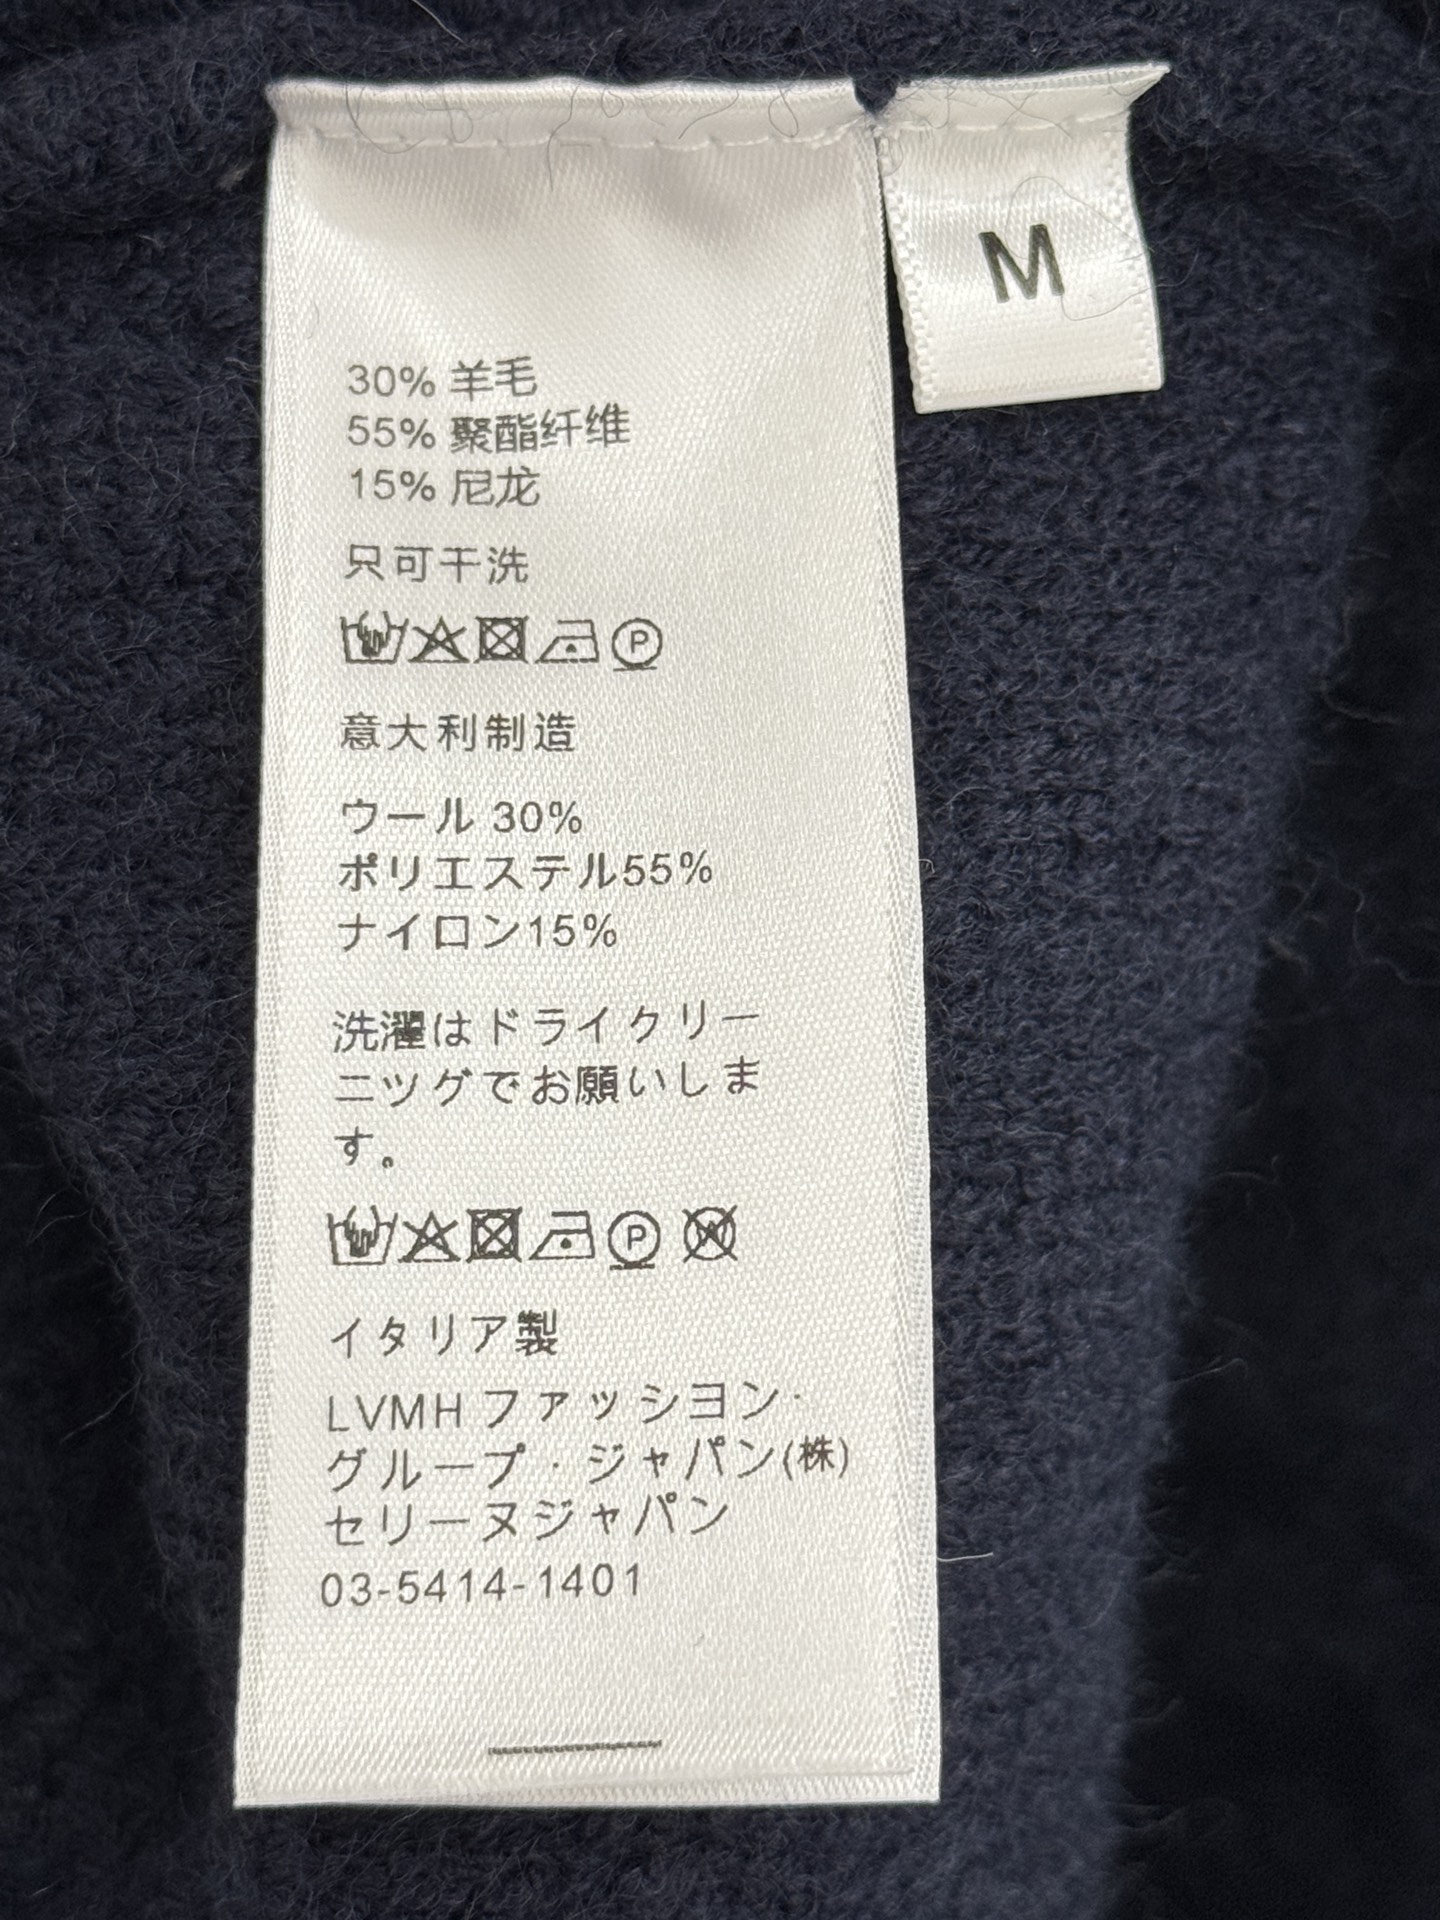 M
30% 羊毛
55% 聚酯纤维
15% 尼龙
只可干洗
P
意大利制造
ウール 30%
ポリエステル55%
ナイロン15%
洗濯はドライクリー
ニツグでお願いしま
す。
P W
イタリア製
LVMH ファッシヨン·
グループ · ジャパン(株)
セリーヌジャパン
03-5414-1401